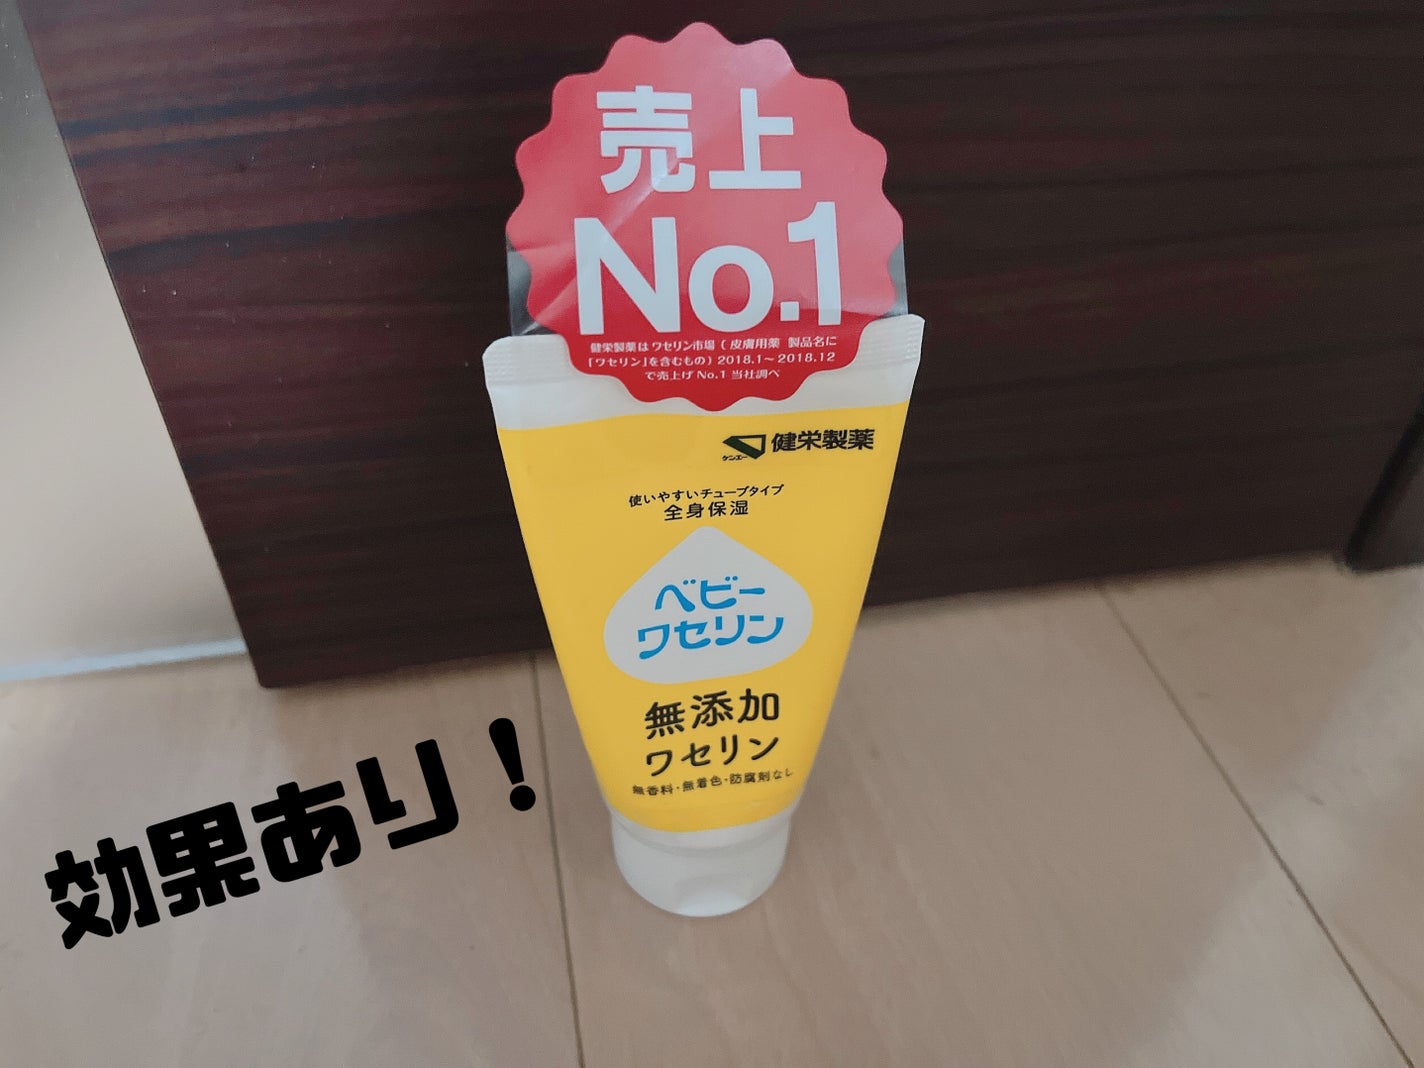 売上
No.1
健栄製薬はワセリン市場(皮膚用薬 製品名に
「ワセリン」を含むもの)2018.1~2018.12
で売上げNo.1 当社調べ
ケンエー 健栄製薬
使いやすいチューブタイプ
全身保湿
ベビー
ワセリン
無添加
ワセリン
無香料・無着色・防腐剤なし
効果あり!